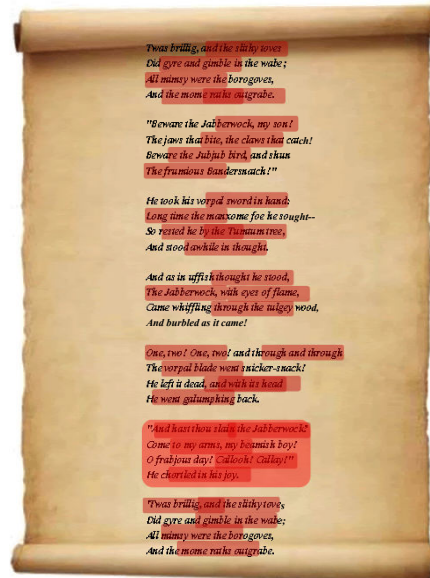 Twas brillig, and the slithy toves
Did gyre and gimble in the wabe;
All mimsy were the borogoves,
And the mome raths outgrabe.
"Beware the Jabberwock, my son!
The jaws that bite, the claws that catch!
Beware the Jubjub bird, and shun
The frumious Bandersnatch!"
He took his vorpal sword in hand:
Long time the manxome foe he sought--
So rested he by the Tumtum tree,
And stood awhile in thought.
And as in uffish thought he stood,
The Jabberwock, with eyes of flame,
Came whiffling through the tulgey wood,
And burbled as it came!
One, two! One, two! and through and through
The vorpal blade went snicker-snack!
He left it dead, and with its head
He went galumphing back.
"And hast thou slain the Jabberwock?
Come to my arms, my beamish boy!
O frabjous day! Callooh! Callay!"
He chortled in his joy.
'Twas brillig, and the slithy toves
Did gyre and gimble in the wabe;
All mimsy were the borogoves,
And the mome raths outgrabe.